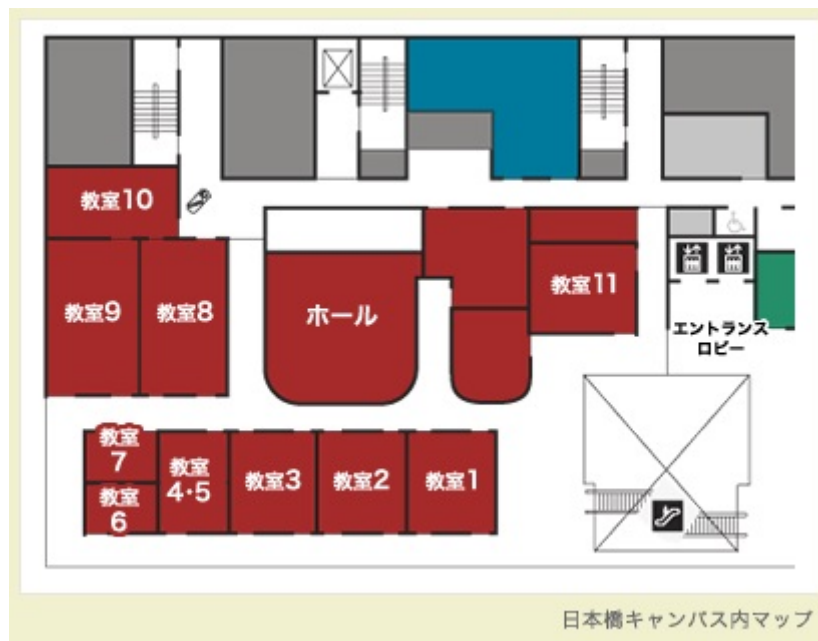 教室10
教室9
教室8
ホール
教室11
エントランス
ロビー
教室
7
教室
6
教室
4・5
教室3
教室2
教室1
日本橋キャンパス内マップ